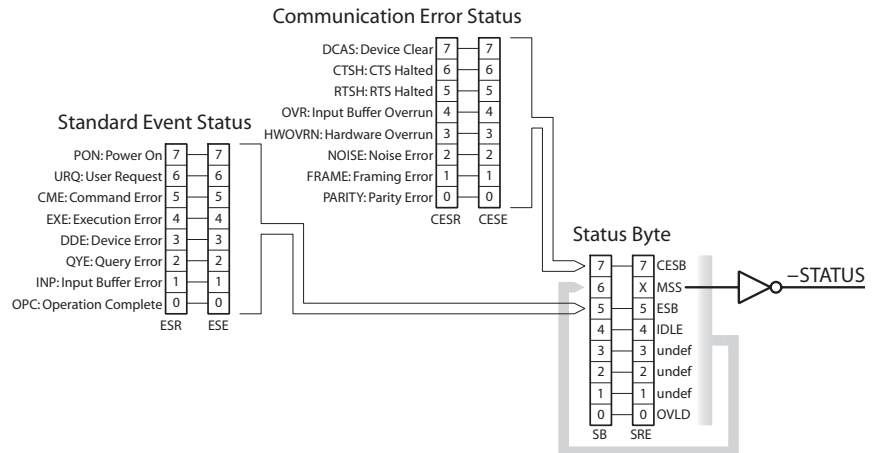 Communication Error Status
DCAS: Device Clear 7 7
CTSH: CTS Halted 6 6
RTSH: RTS Halted 5 5
OVR: Input Buffer Overrun 4 4
HWOVRN: Hardware Overrun 3 3
NOISE: Noise Error 2 2
FRAME: Framing Error 1 1
PARITY: Parity Error 0 0
CESR CESE
Standard Event Status
PON: Power On 7 7
URQ: User Request 6 6
CME: Command Error 5 5
EXE: Execution Error 4 4
DDE: Device Error 3 3
QYE: Query Error 2 2
INP: Input Buffer Error 1 1
OPC: Operation Complete 0 0
ESR ESE
Status Byte
7 7 CESB
6 X MSS
5 5 ESB
4 4 IDLE
3 3 undef
2 2 undef
1 1 undef
0 0 OVLD
SB SRE
–STATUS